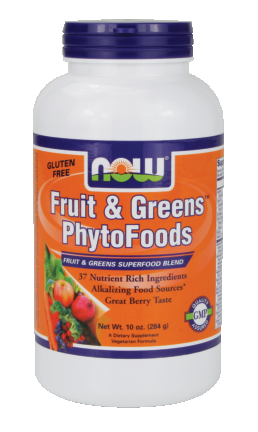 GLUTEN
FREE
NOW
Fruit & Greens™
PhytoFoods
FRUIT & GREENS SUPERFOOD BLEND
37 Nutrient Rich Ingredients
Alkalizing Food Sources*
Great Berry Taste
Net Wt. 10 oz. (284 g)
A Dietary Supplement
Vegetarian Formula
GMP